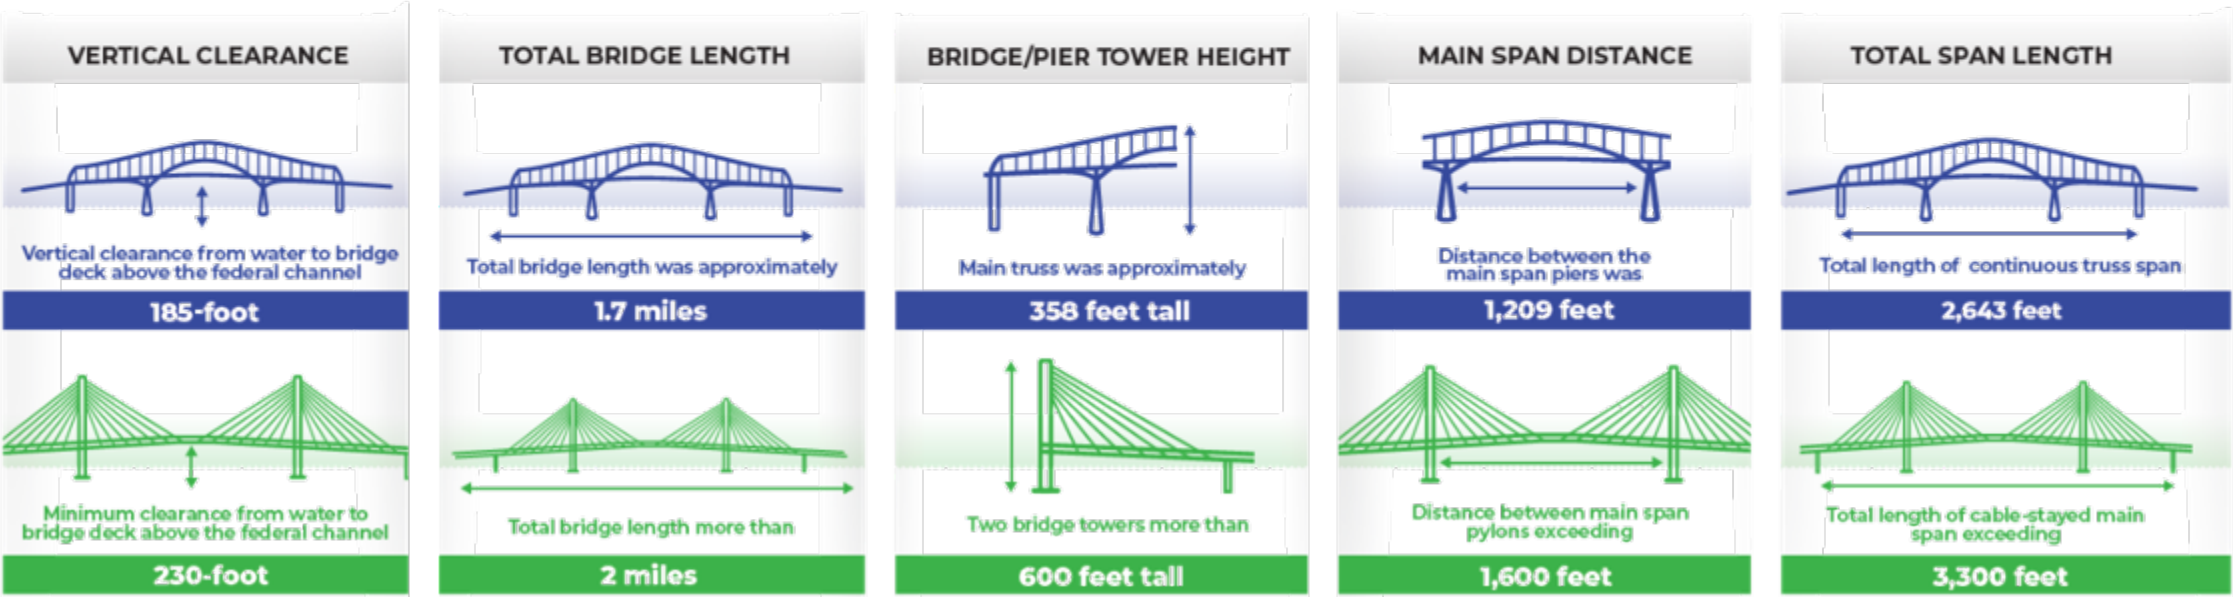 VERTICAL CLEARANCE
Vertical clearance from water to bridge
deck above the federal channel
185-foot
Minimum clearance from water to
bridge deck above the federal channel
230-foot
TOTAL BRIDGE LENGTH
Total bridge length was approximately
1.7 miles
Total bridge length more than
2 miles
BRIDGE/PIER TOWER HEIGHT
Main truss was approximately
358 feet tall
Two bridge towers more than
600 feet tall
MAIN SPAN DISTANCE
Distance between the
main span piers was
1,209 feet
Distance between main span
pylons exceeding
1,600 feet
TOTAL SPAN LENGTH
Total length of continuous truss span
2,643 feet
Total length of cable-stayed main
span exceeding
3,300 feet